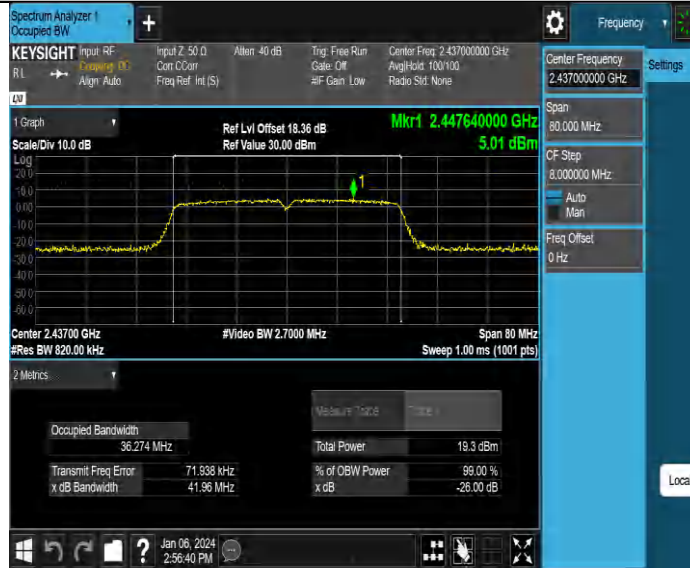 Spectrum Analyzer 1
Occupied BW
+
Frequency
KEYSIGHT
RL
Input: RF
Coupling: DC
Align: Auto
Input Z: 50 Ω
Corr CCorr
Freq Ref: Int (S)
Atten: 40 dB
Trig: Free Run
Gate: Off
#IF Gain: Low
Center Freq: 2.437000000 GHz
Avg|Hold: 100/100
Radio Std: None
1 Graph
Scale/Div 10.0 dB
Ref Lvl Offset 18.36 dB
Ref Value 30.00 dBm
Mkr1 2.447640000 GHz
5.01 dBm
Log
20.0
10.0
0.00
-10.0
-20.0
-30.0
-40.0
-50.0
-60.0
1
Center 2.43700 GHz
#Res BW 820.00 kHz
#Video BW 2.7000 MHz
Span 80 MHz
Sweep 1.00 ms (1001 pts)
2 Metrics
Measure Trace
Trace 1
Occupied Bandwidth
36.274 MHz
Total Power
19.3 dBm
Transmit Freq Error
71.938 kHz
% of OBW Power
99.00 %
x dB Bandwidth
41.96 MHz
x dB
-26.00 dB
Jan 06, 2024
2:56:40 PM
?
Center Frequency
2.437000000 GHz
Settings
Span
80.000 MHz
CF Step
8.000000 MHz
Auto
Man
Freq Offset
0 Hz
Loca